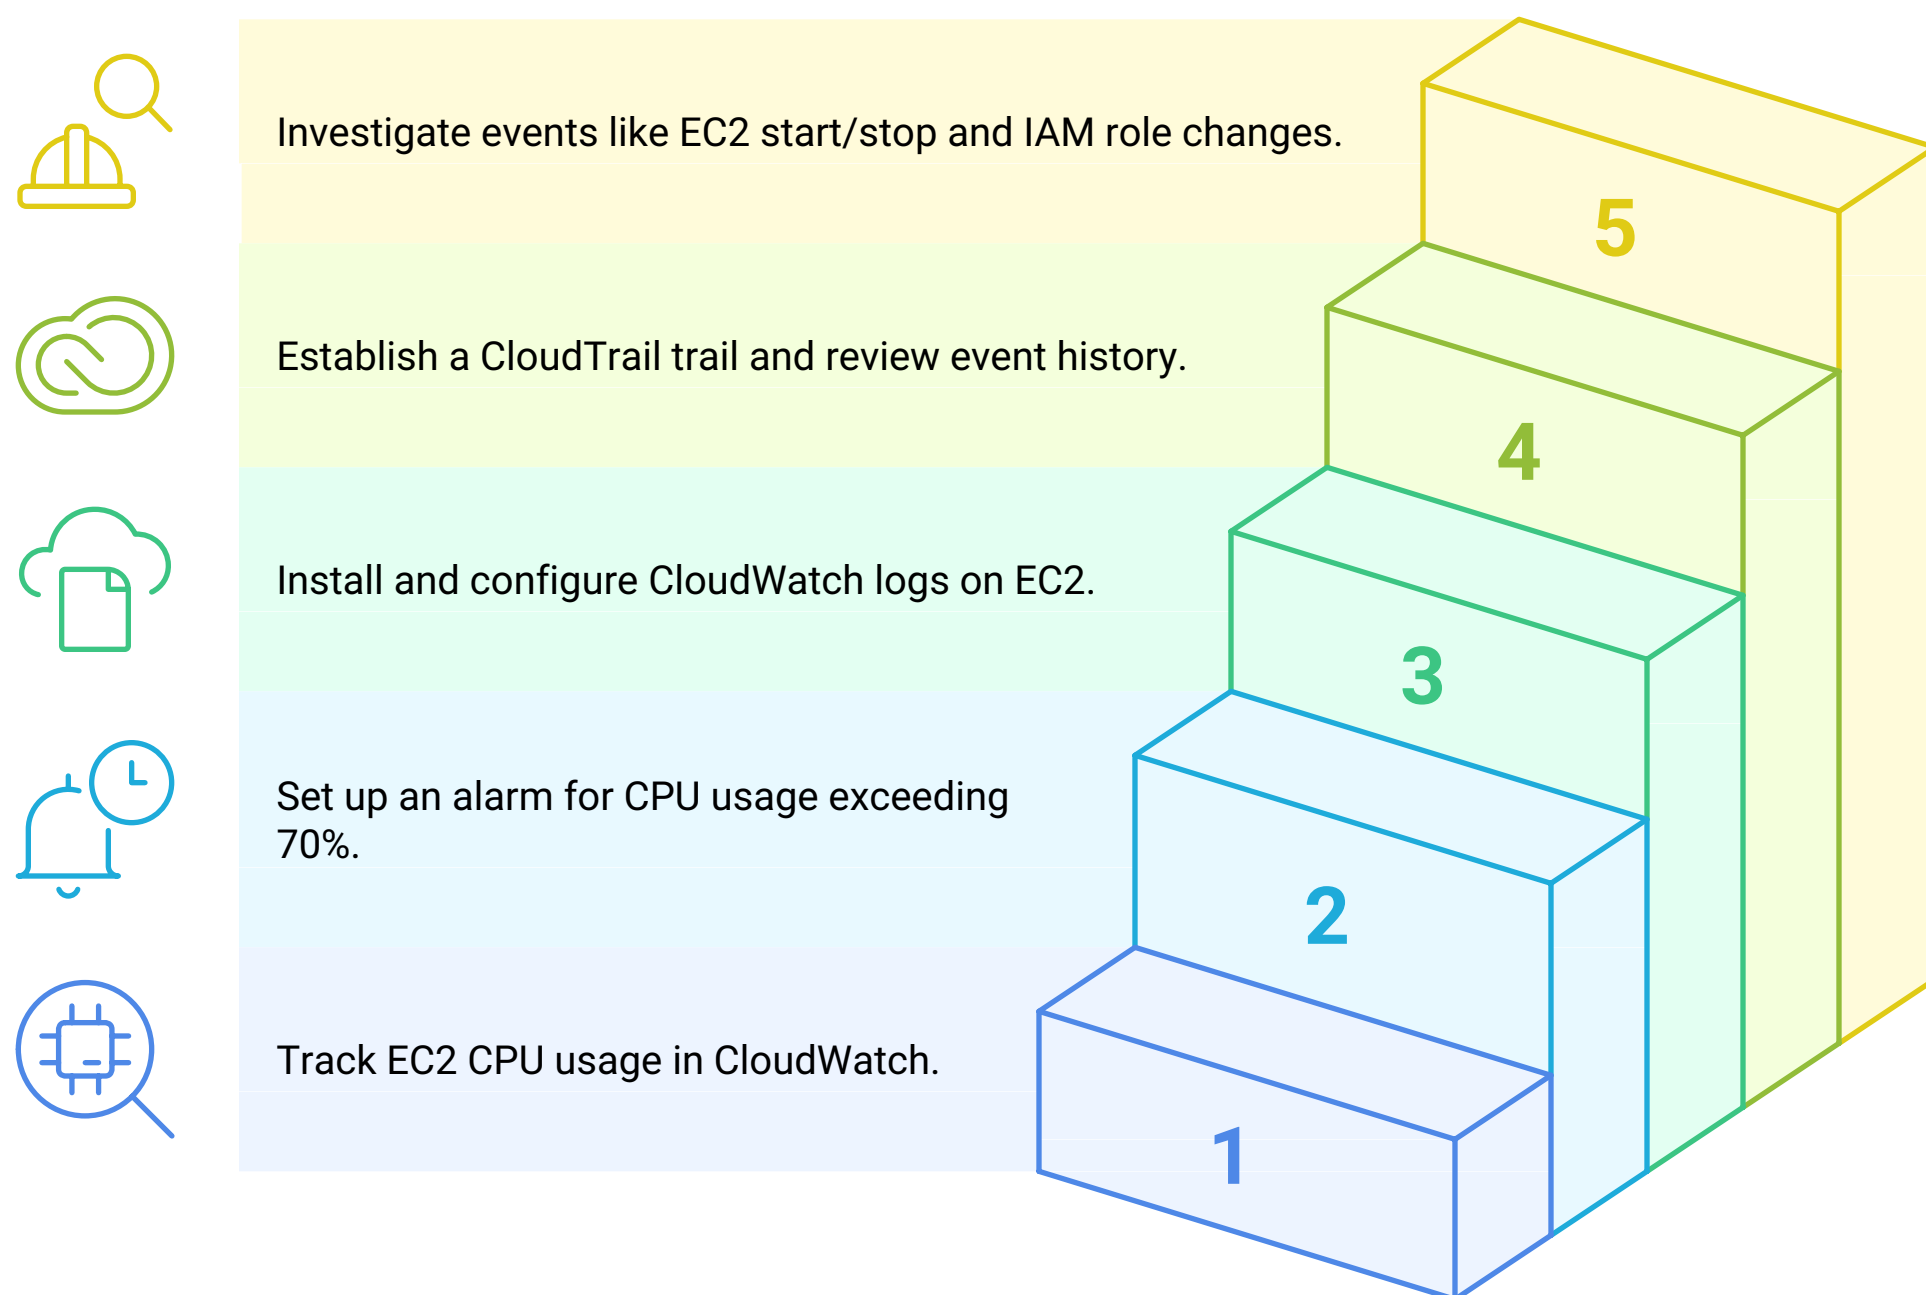 Investigate events like EC2 start/stop and IAM role changes.
5
Establish a CloudTrail trail and review event history.
4
Install and configure CloudWatch logs on EC2.
3
Set up an alarm for CPU usage exceeding
70%.
2
Track EC2 CPU usage in CloudWatch.
1